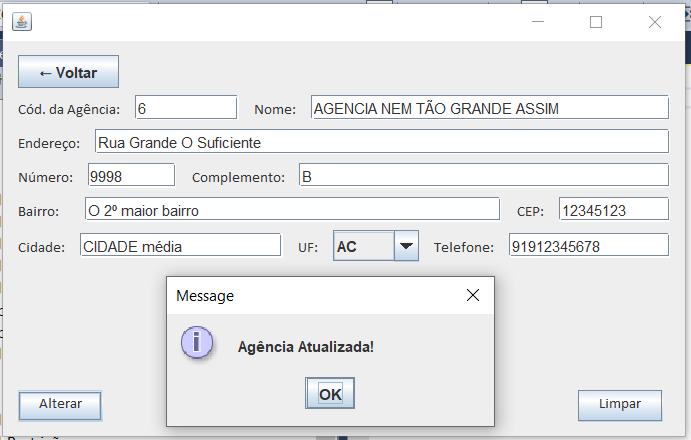 ← Voltar
Cód. da Agência: 6 Nome: AGENCIA NEM TÃO GRANDE ASSIM
Endereço: Rua Grande O Suficiente
Número: 9998 Complemento: B
Bairro: O 2º maior bairro CEP: 12345123
Cidade: CIDADE média UF: AC Telefone: 91912345678
Message
Agência Atualizada!
OK
Alterar Limpar